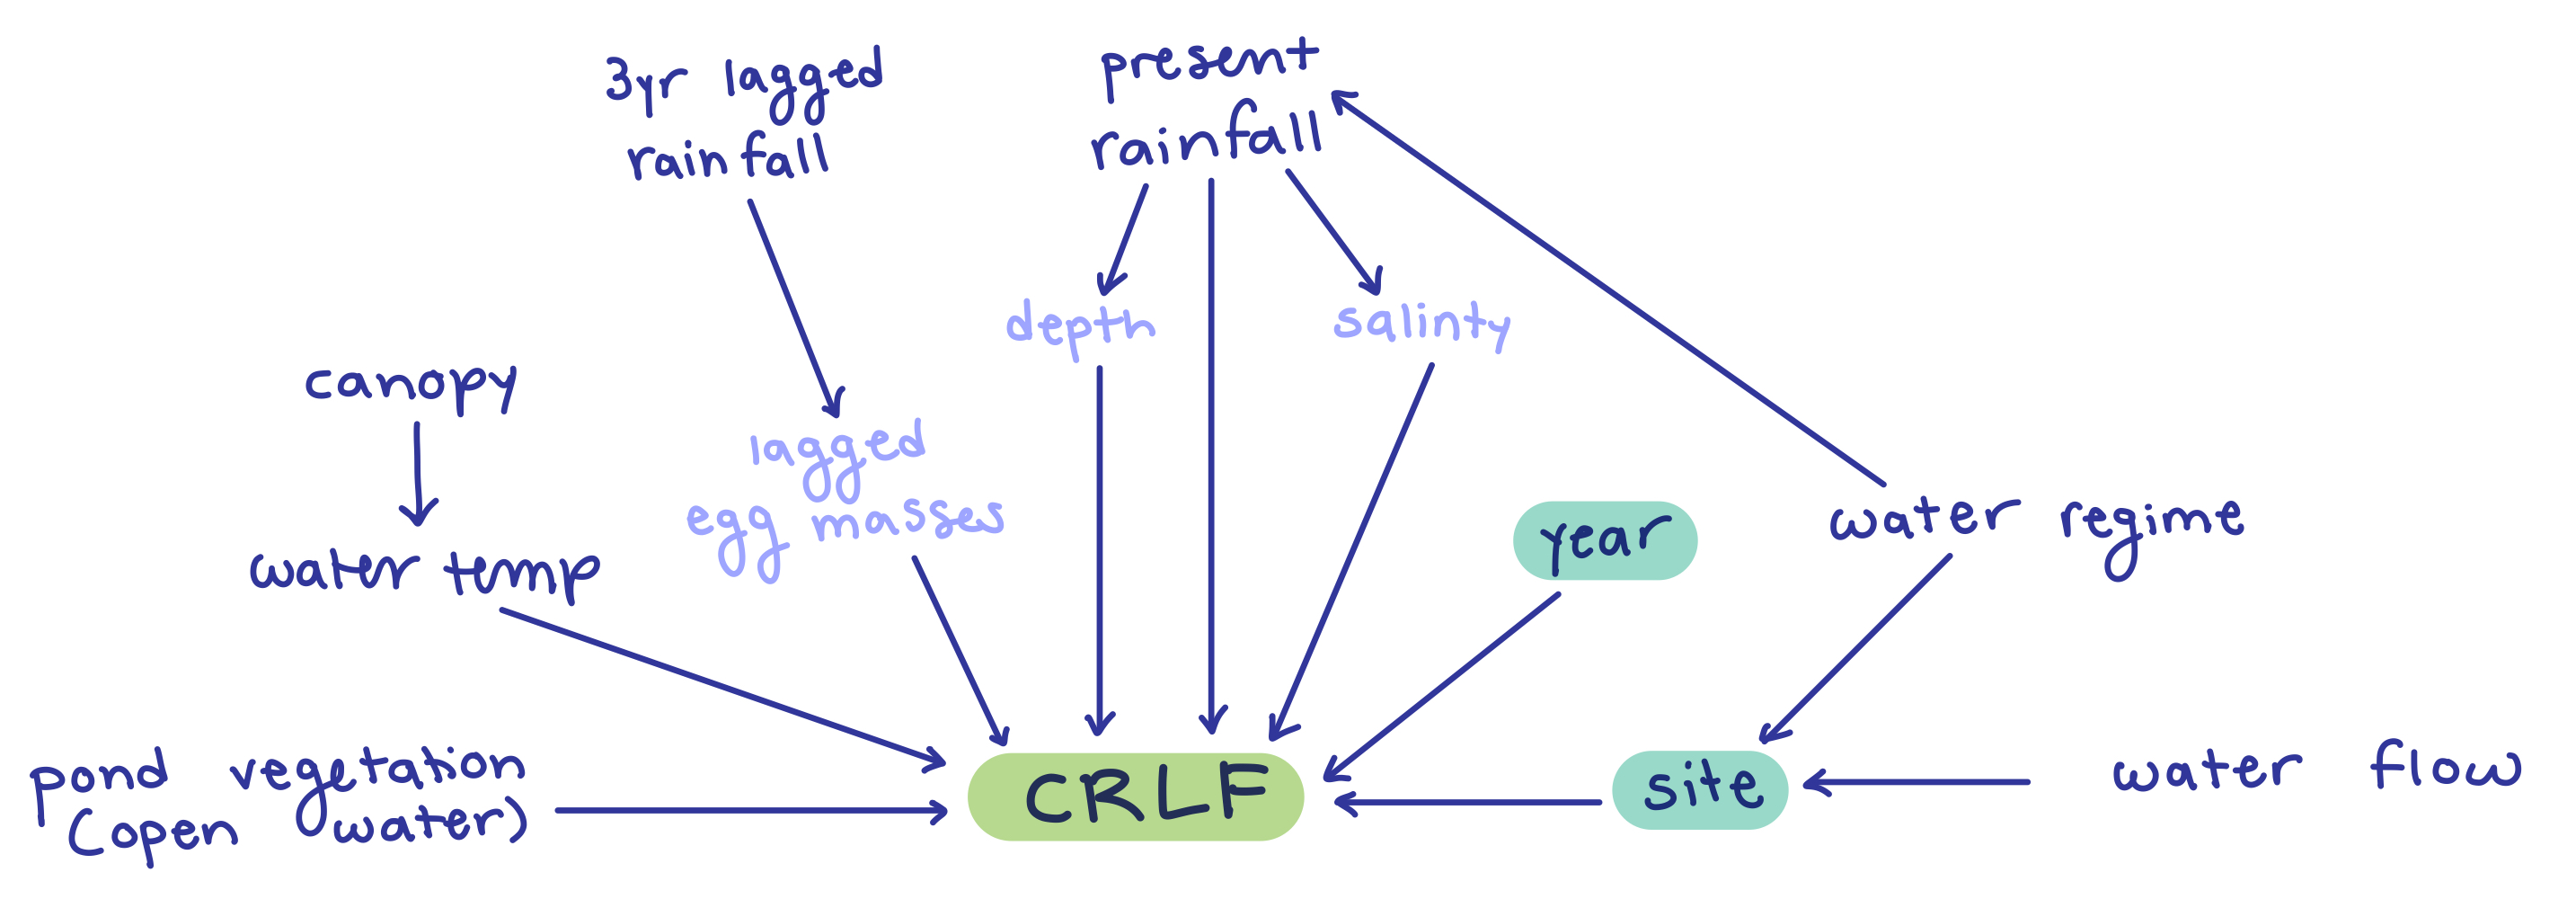 3yr lagged
rainfall
present
rainfall
depth
salinty
canopy
lagged
egg masses
water temp
year
water regime
pond vegetation
(open water)
CRLF
site
water flow